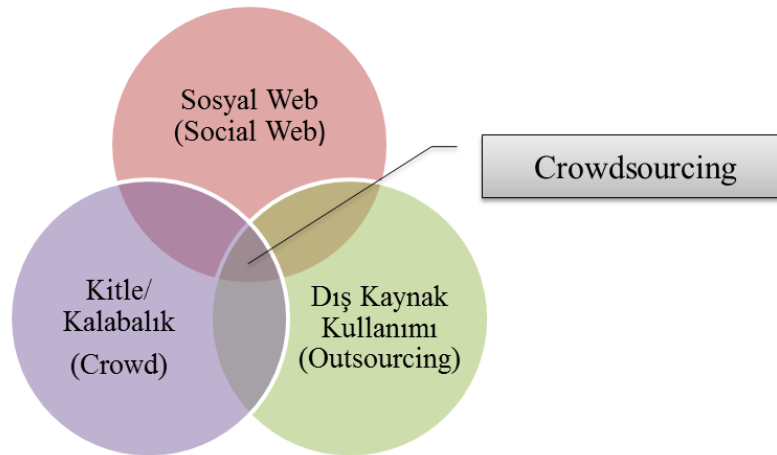 Sosyal Web
(Social Web)
Crowdsourcing
Kitle/
Kalabalık
(Crowd)
Dış Kaynak
Kullanımı
(Outsourcing)